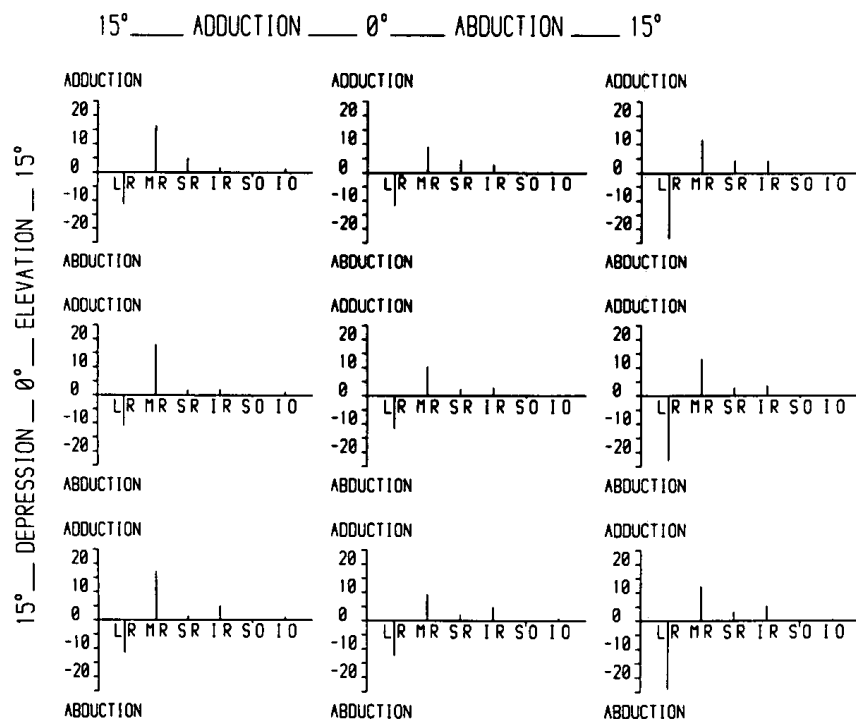 15°___ ADDUCTION ___ 0°___ ABDUCTION ___ 15°
15°__ DEPRESSION __ 0°__ ELEVATION __ 15°
ADDUCTION ADDUCTION ADDUCTION
20 20 20
10 10 10
0 0 0
LR MR SR IR SO IO LR MR SR IR SO IO LR MR SR IR SO IO
-10 -10 -10
-20 -20 -20
ABDUCTION ABDUCTION ABDUCTION
ADDUCTION ADDUCTION ADDUCTION
20 20 20
10 10 10
0 0 0
LR MR SR IR SO IO LR MR SR IR SO IO LR MR SR IR SO IO
-10 -10 -10
-20 -20 -20
ABDUCTION ABDUCTION ABDUCTION
ADDUCTION ADDUCTION ADDUCTION
20 20 20
10 10 10
0 0 0
LR MR SR IR SO IO LR MR SR IR SO IO LR MR SR IR SO IO
-10 -10 -10
-20 -20 -20
ABDUCTION ABDUCTION ABDUCTION